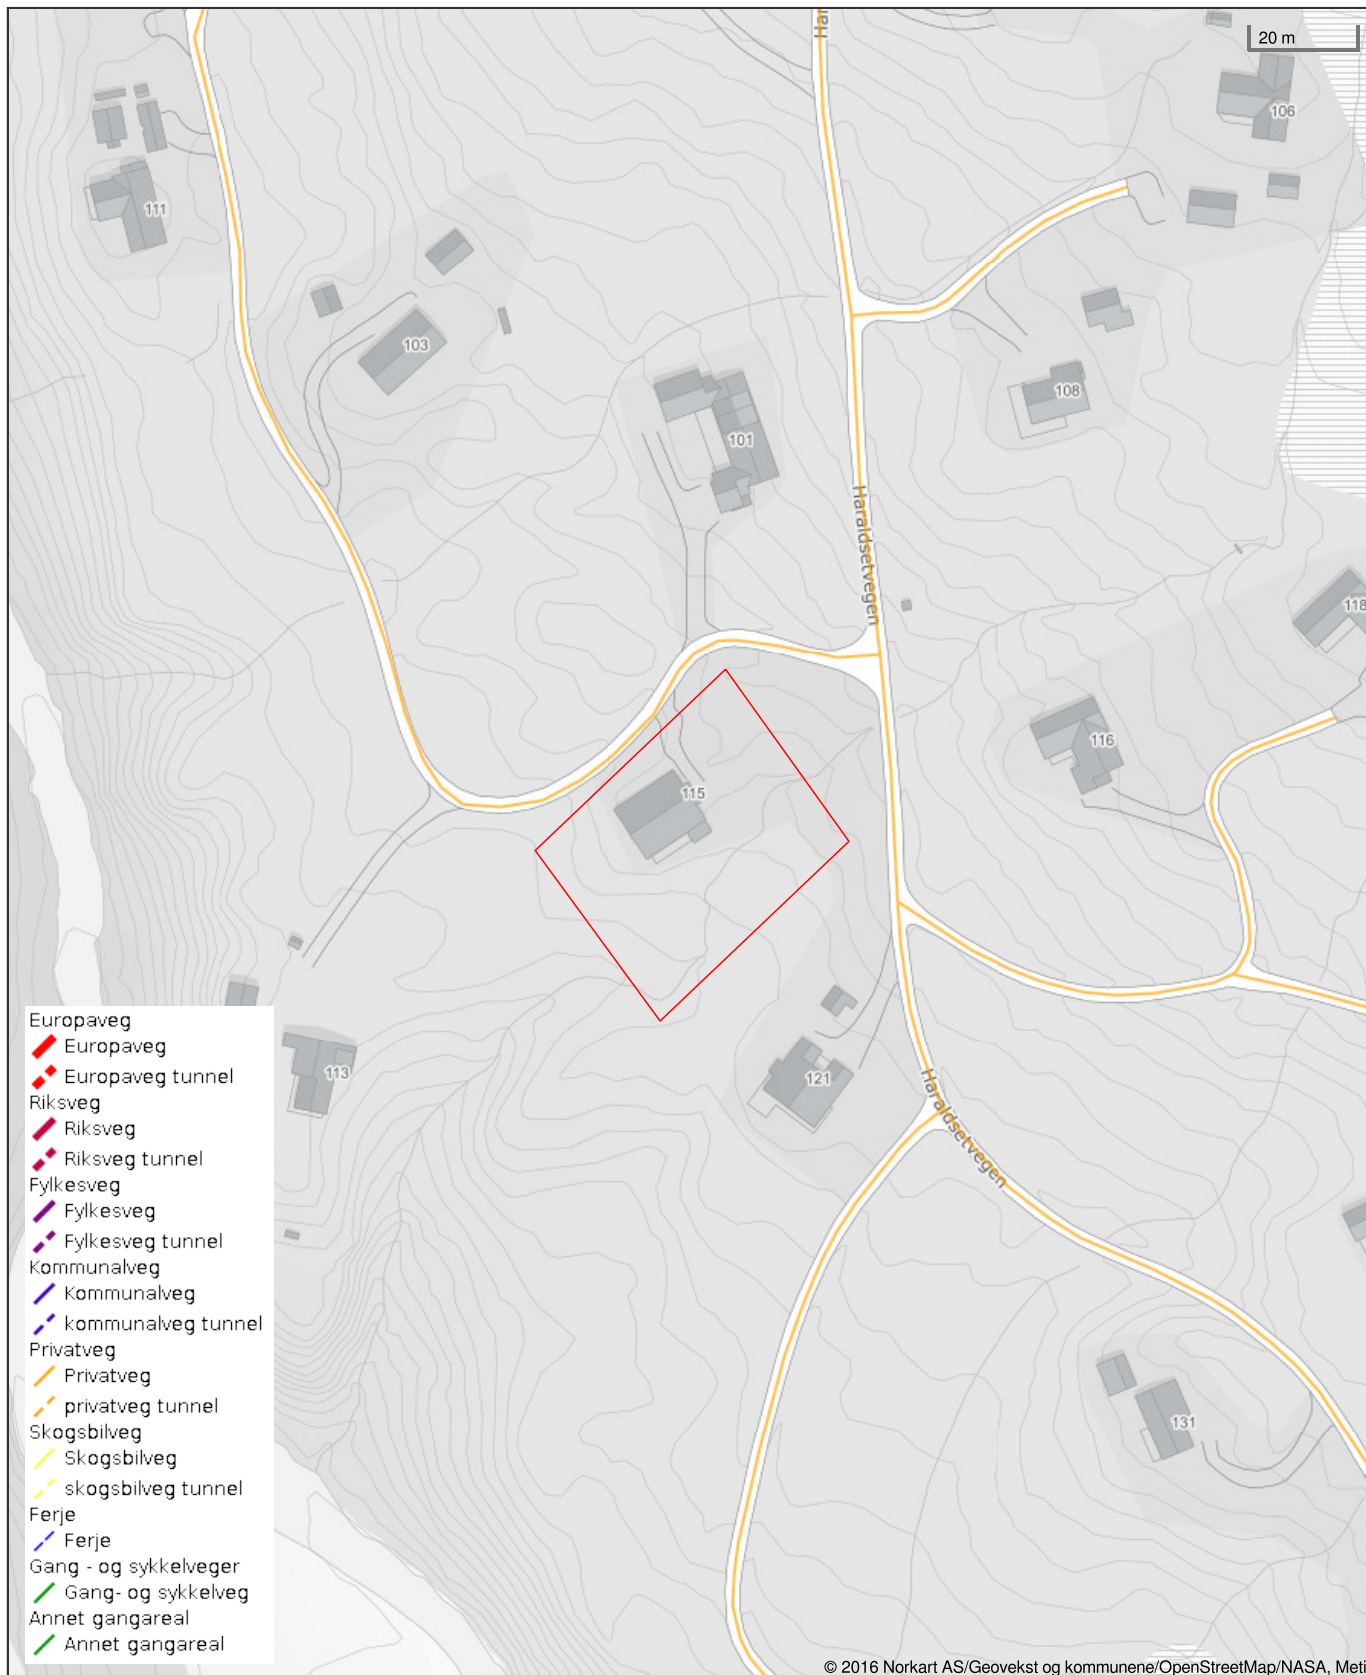 Har
20 m
106
111
103
108
101
Haraldsetvegen
118
116
115
113
121
Haraldsetvegen
131
Europaveg
Europaveg
Europaveg tunnel
Riksveg
Riksveg
Riksveg tunnel
Fylkesveg
Fylkesveg
Fylkesveg tunnel
Kommunalveg
Kommunalveg
kommunalveg tunnel
Privatveg
Privatveg
privatveg tunnel
Skogsbilveg
Skogsbilveg
skogsbilveg tunnel
Ferje
Ferje
Gang - og sykkelveger
Gang- og sykkelveg
Annet gangareal
Annet gangareal
© 2016 Norkart AS/Geovekst og kommunene/OpenStreetMap/NASA, Meti